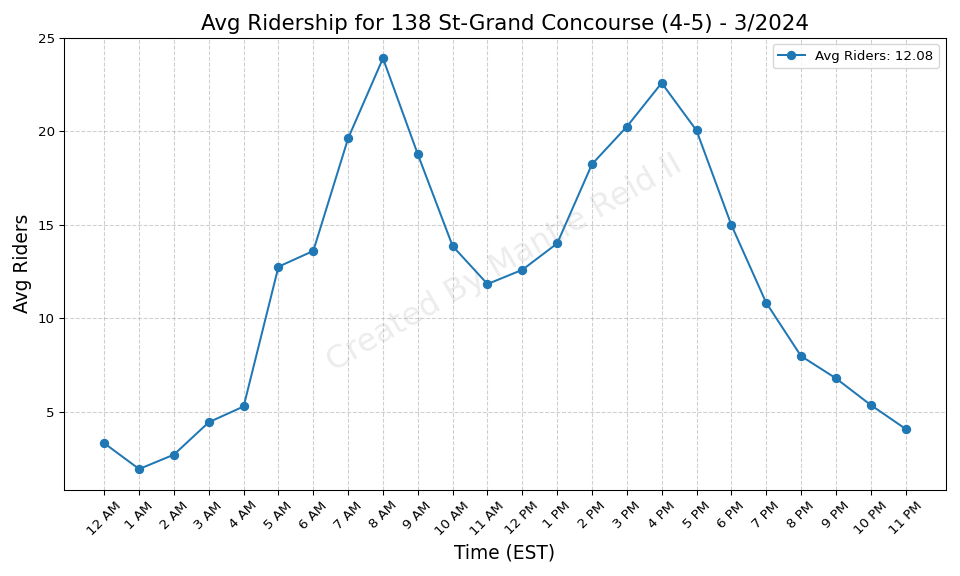 Avg Ridership for 138 St-Grand Concourse (4-5) - 3/2024
Avg Riders: 12.08
25
20
15
10
5
Avg Riders
Created By Mantie Reid II
12 AM
1 AM
2 AM
3 AM
4 AM
5 AM
6 AM
7 AM
8 AM
9 AM
10 AM
11 AM
12 PM
1 PM
2 PM
3 PM
4 PM
5 PM
6 PM
7 PM
8 PM
9 PM
10 PM
11 PM
Time (EST)